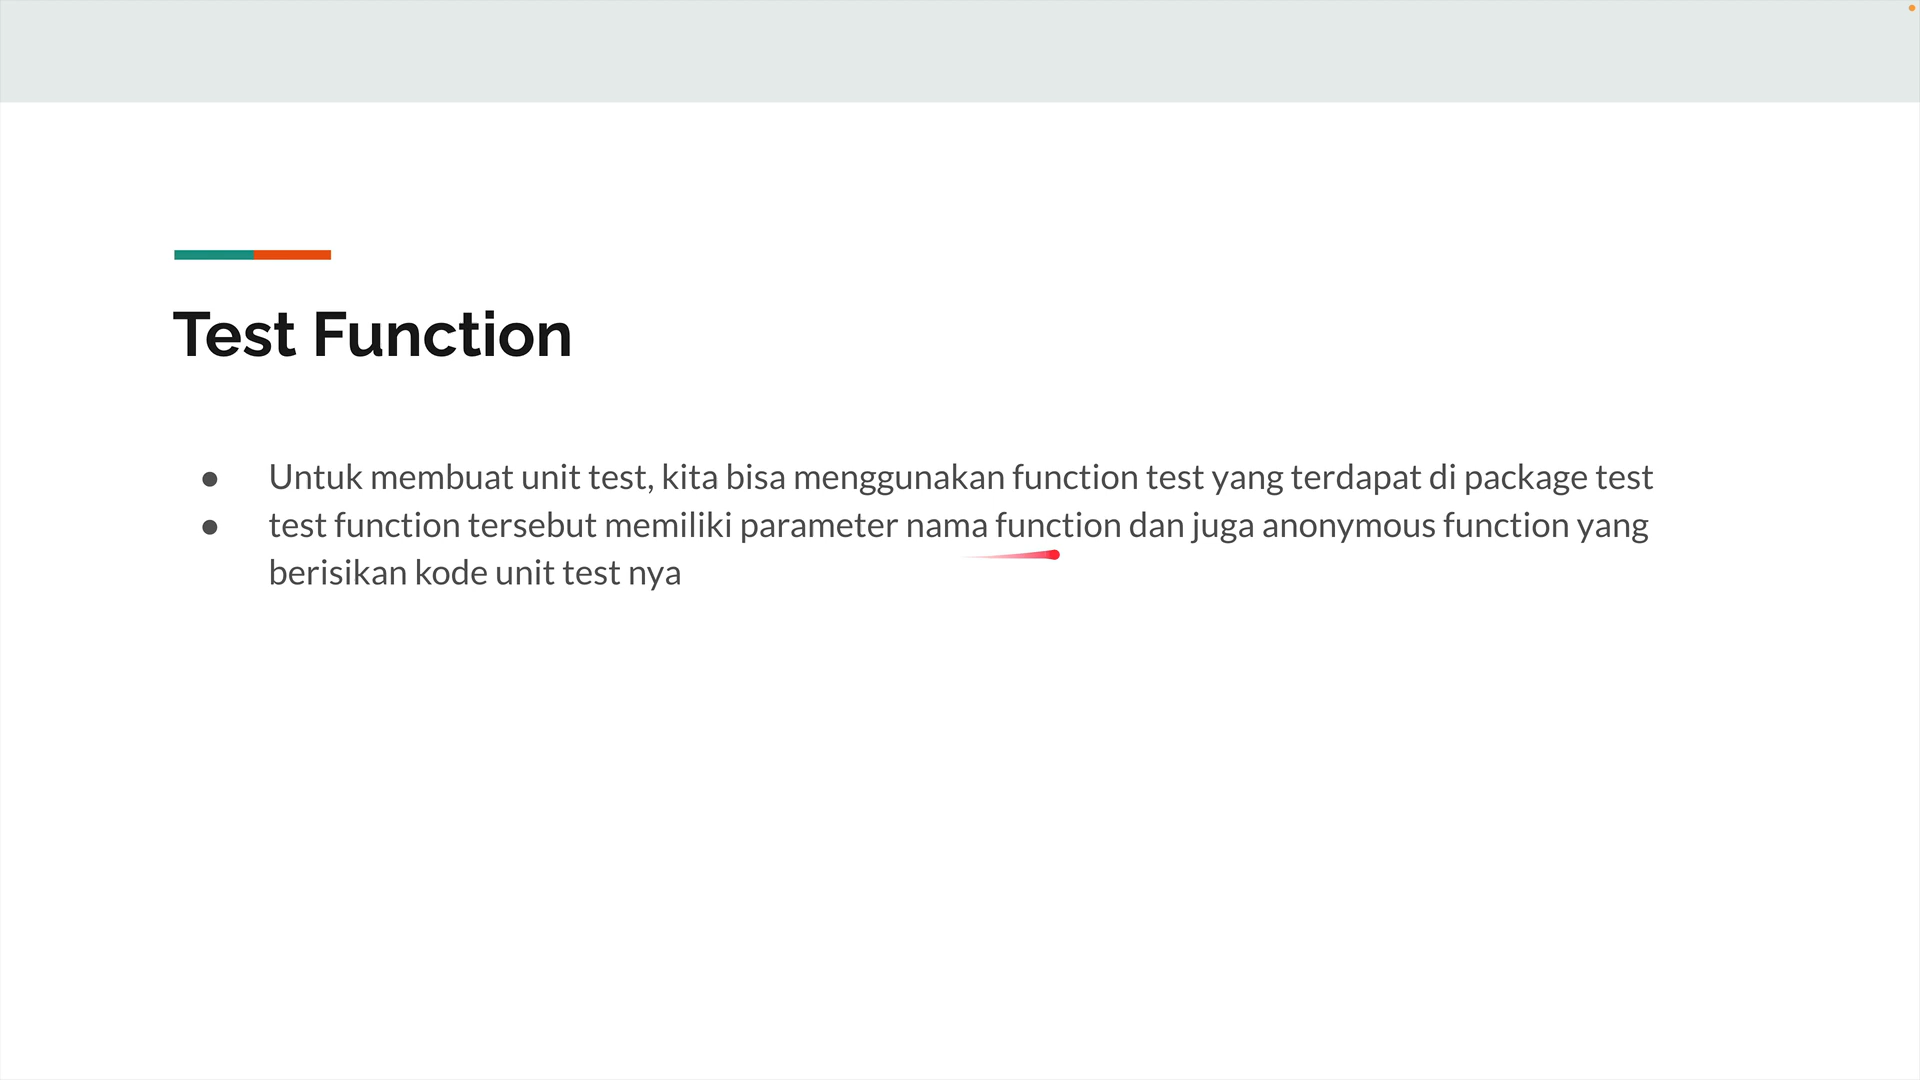 Test Function
● Untuk membuat unit test, kita bisa menggunakan function test yang terdapat di package test
● test function tersebut memiliki parameter nama function dan juga anonymous function yang
berisikan kode unit test nya